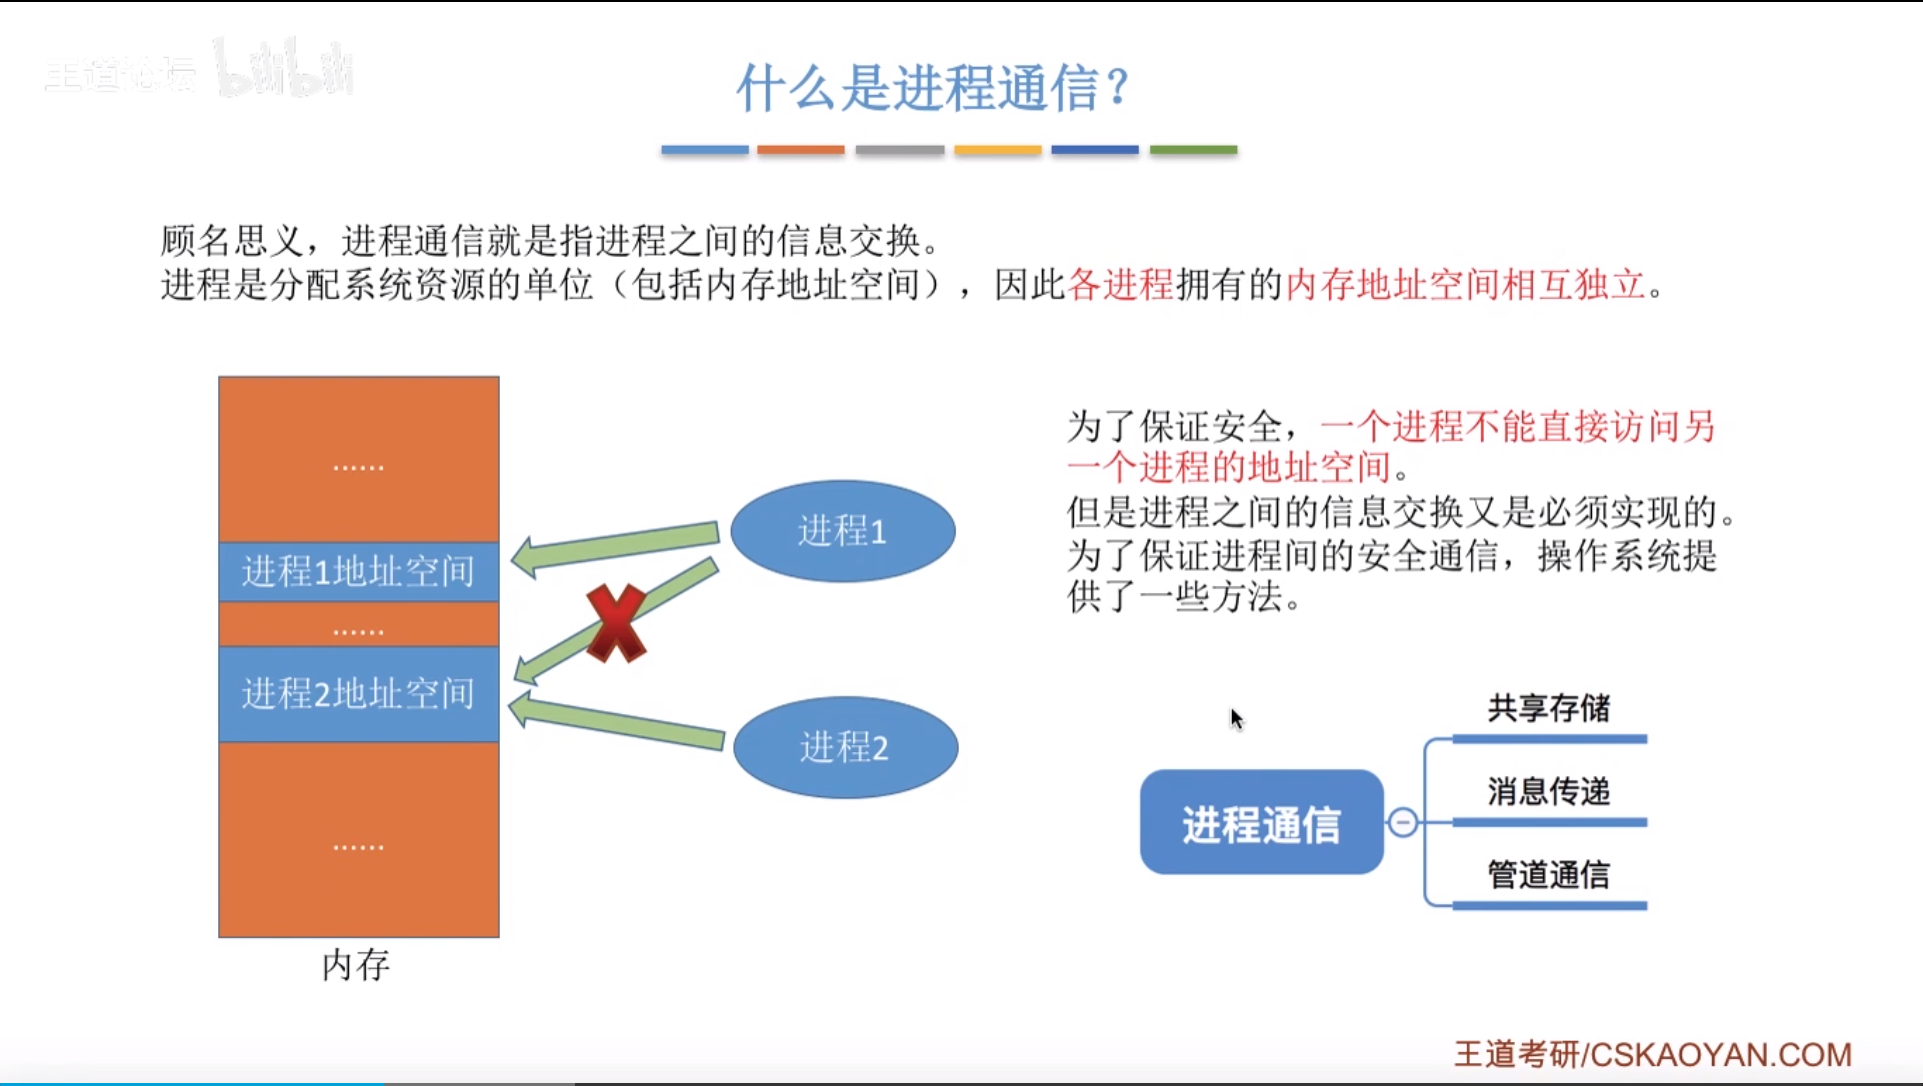 王道论坛 bilibili
什么是进程通信？
顾名思义，进程通信就是指进程之间的信息交换。
进程是分配系统资源的单位（包括内存地址空间），因此各进程拥有的内存地址空间相互独立。
......
进程1地址空间
......
进程2地址空间
......
内存
进程1
进程2
为了保证安全，一个进程不能直接访问另
一个进程的地址空间。
但是进程之间的信息交换又是必须实现的。
为了保证进程间的安全通信，操作系统提
供了一些方法。
进程通信
共享存储
消息传递
管道通信
王道考研/CSKAOYAN.COM